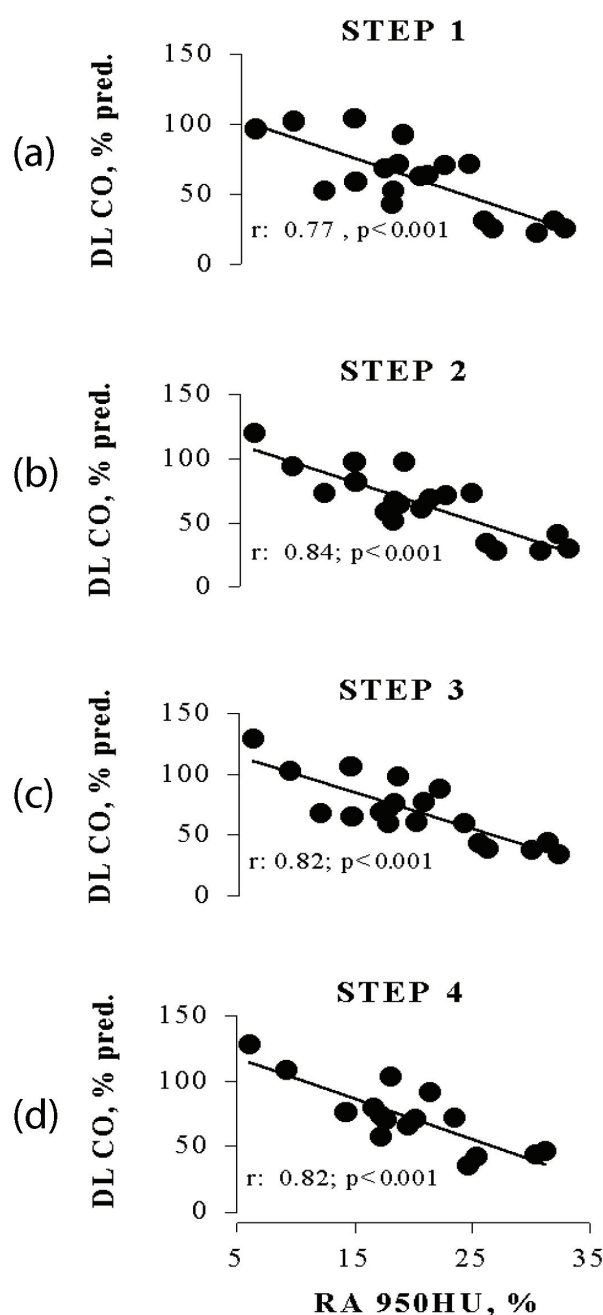 STEP 1
(a)
DL CO, % pred.
150
100
50
0
r: 0.77 , p<0.001
STEP 2
(b)
DL CO, % pred.
150
100
50
0
r: 0.84; p<0.001
STEP 3
(c)
DL CO, % pred.
150
100
50
0
r: 0.82; p<0.001
STEP 4
(d)
DL CO, % pred.
150
100
50
0
r: 0.82; p<0.001
5 15 25 35
RA 950HU, %